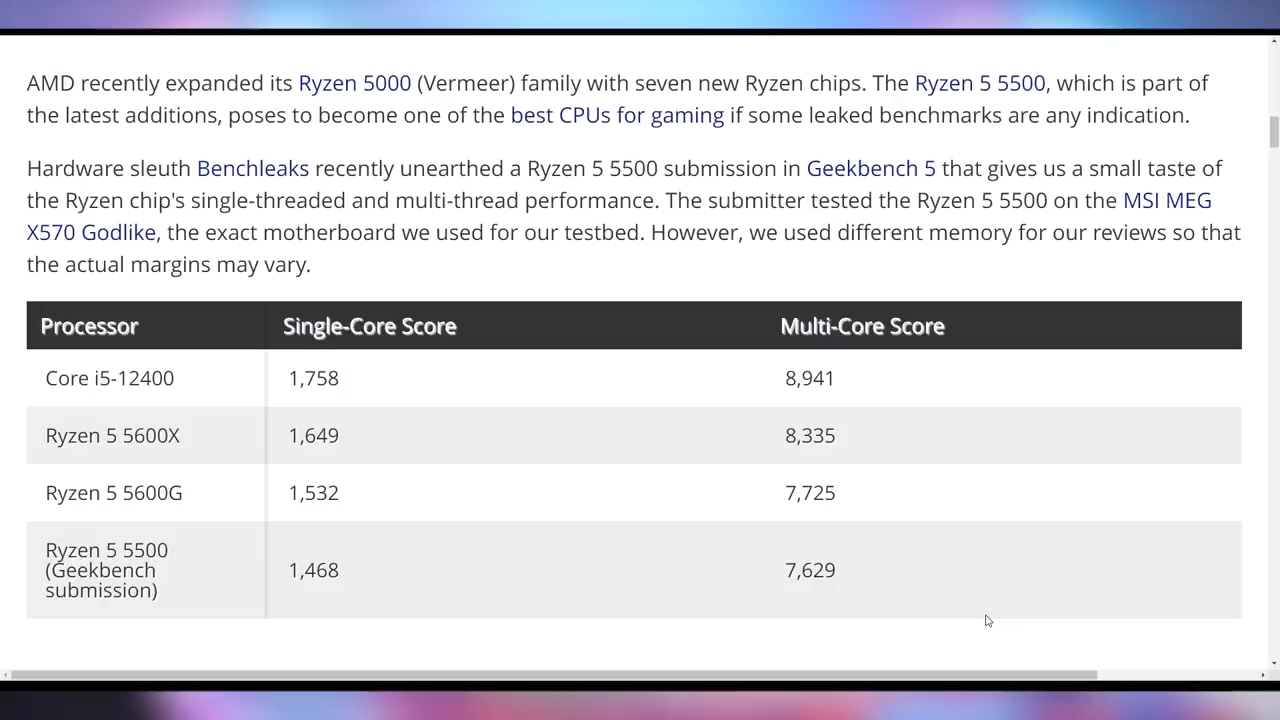 AMD recently expanded its Ryzen 5000 (Vermeer) family with seven new Ryzen chips. The Ryzen 5 5500, which is part of
the latest additions, poses to become one of the best CPUs for gaming if some leaked benchmarks are any indication.
Hardware sleuth Benchleaks recently unearthed a Ryzen 5 5500 submission in Geekbench 5 that gives us a small taste of
the Ryzen chip's single-threaded and multi-thread performance. The submitter tested the Ryzen 5 5500 on the MSI MEG
X570 Godlike, the exact motherboard we used for our testbed. However, we used different memory for our reviews so that
the actual margins may vary.
Processor Single-Core Score Multi-Core Score
Core i5-12400 1,758 8,941
Ryzen 5 5600X 1,649 8,335
Ryzen 5 5600G 1,532 7,725
Ryzen 5 5500
(Geekbench
submission) 1,468 7,629